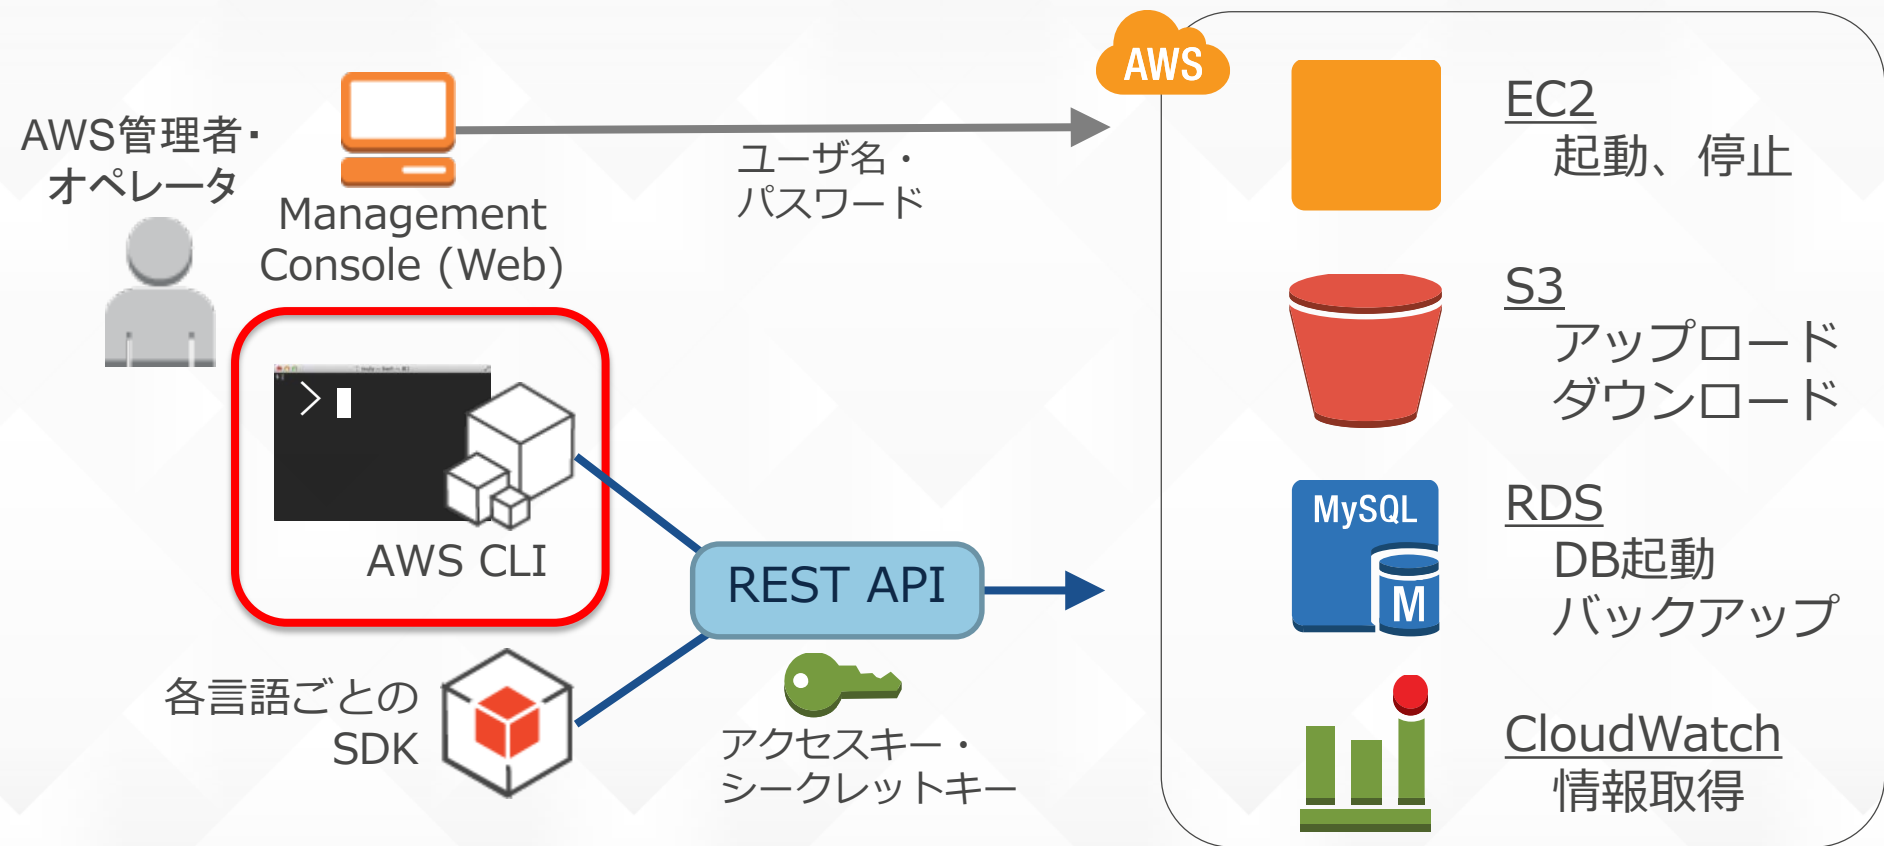 AWS管理者・
オペレータ
Management
Console (Web)
ユーザ名・
パスワード
AWS CLI
REST API
各言語ごとの
SDK
アクセスキー・
シークレットキー
AWS
EC2
起動、停止
S3
アップロード
ダウンロード
MySQL
M
RDS
DB起動
バックアップ
CloudWatch
情報取得